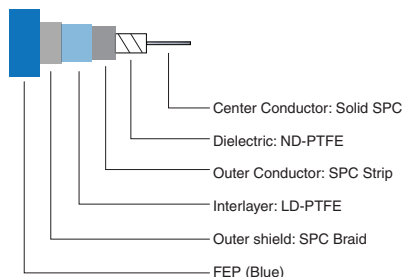 Center Conductor: Solid SPC
Dielectric: ND-PTFE
Outer Conductor: SPC Strip
Interlayer: LD-PTFE
Outer shield: SPC Braid
FEP (Blue)